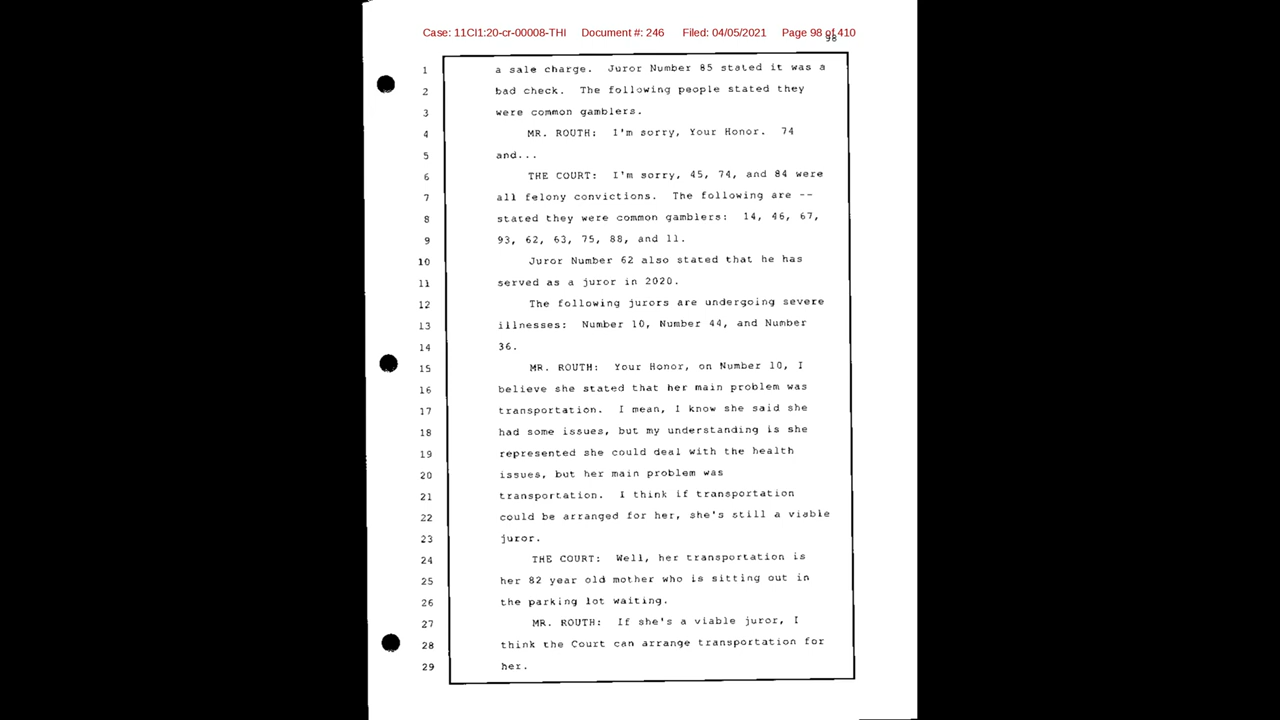 Case: 11CI1:20-cr-00008-THI Document #: 246 Filed: 04/05/2021 Page 98 of 410
98
1 a sale charge. Juror Number 85 stated it was a
2 bad check. The following people stated they
3 were common gamblers.
4 MR. ROUTH: I'm sorry, Your Honor. 74
5 and...
6 THE COURT: I'm sorry, 45, 74, and 84 were
7 all felony convictions. The following are --
8 stated they were common gamblers: 14, 46, 67,
9 93, 62, 63, 75, 88, and 11.
10 Juror Number 62 also stated that he has
11 served as a juror in 2020.
12 The following jurors are undergoing severe
13 illnesses: Number 10, Number 44, and Number
14 36.
15 MR. ROUTH: Your Honor, on Number 10, I
16 believe she stated that her main problem was
17 transportation. I mean, I know she said she
18 had some issues, but my understanding is she
19 represented she could deal with the health
20 issues, but her main problem was
21 transportation. I think if transportation
22 could be arranged for her, she's still a viable
23 juror.
24 THE COURT: Well, her transportation is
25 her 82 year old mother who is sitting out in
26 the parking lot waiting.
27 MR. ROUTH: If she's a viable juror, I
28 think the Court can arrange transportation for
29 her.